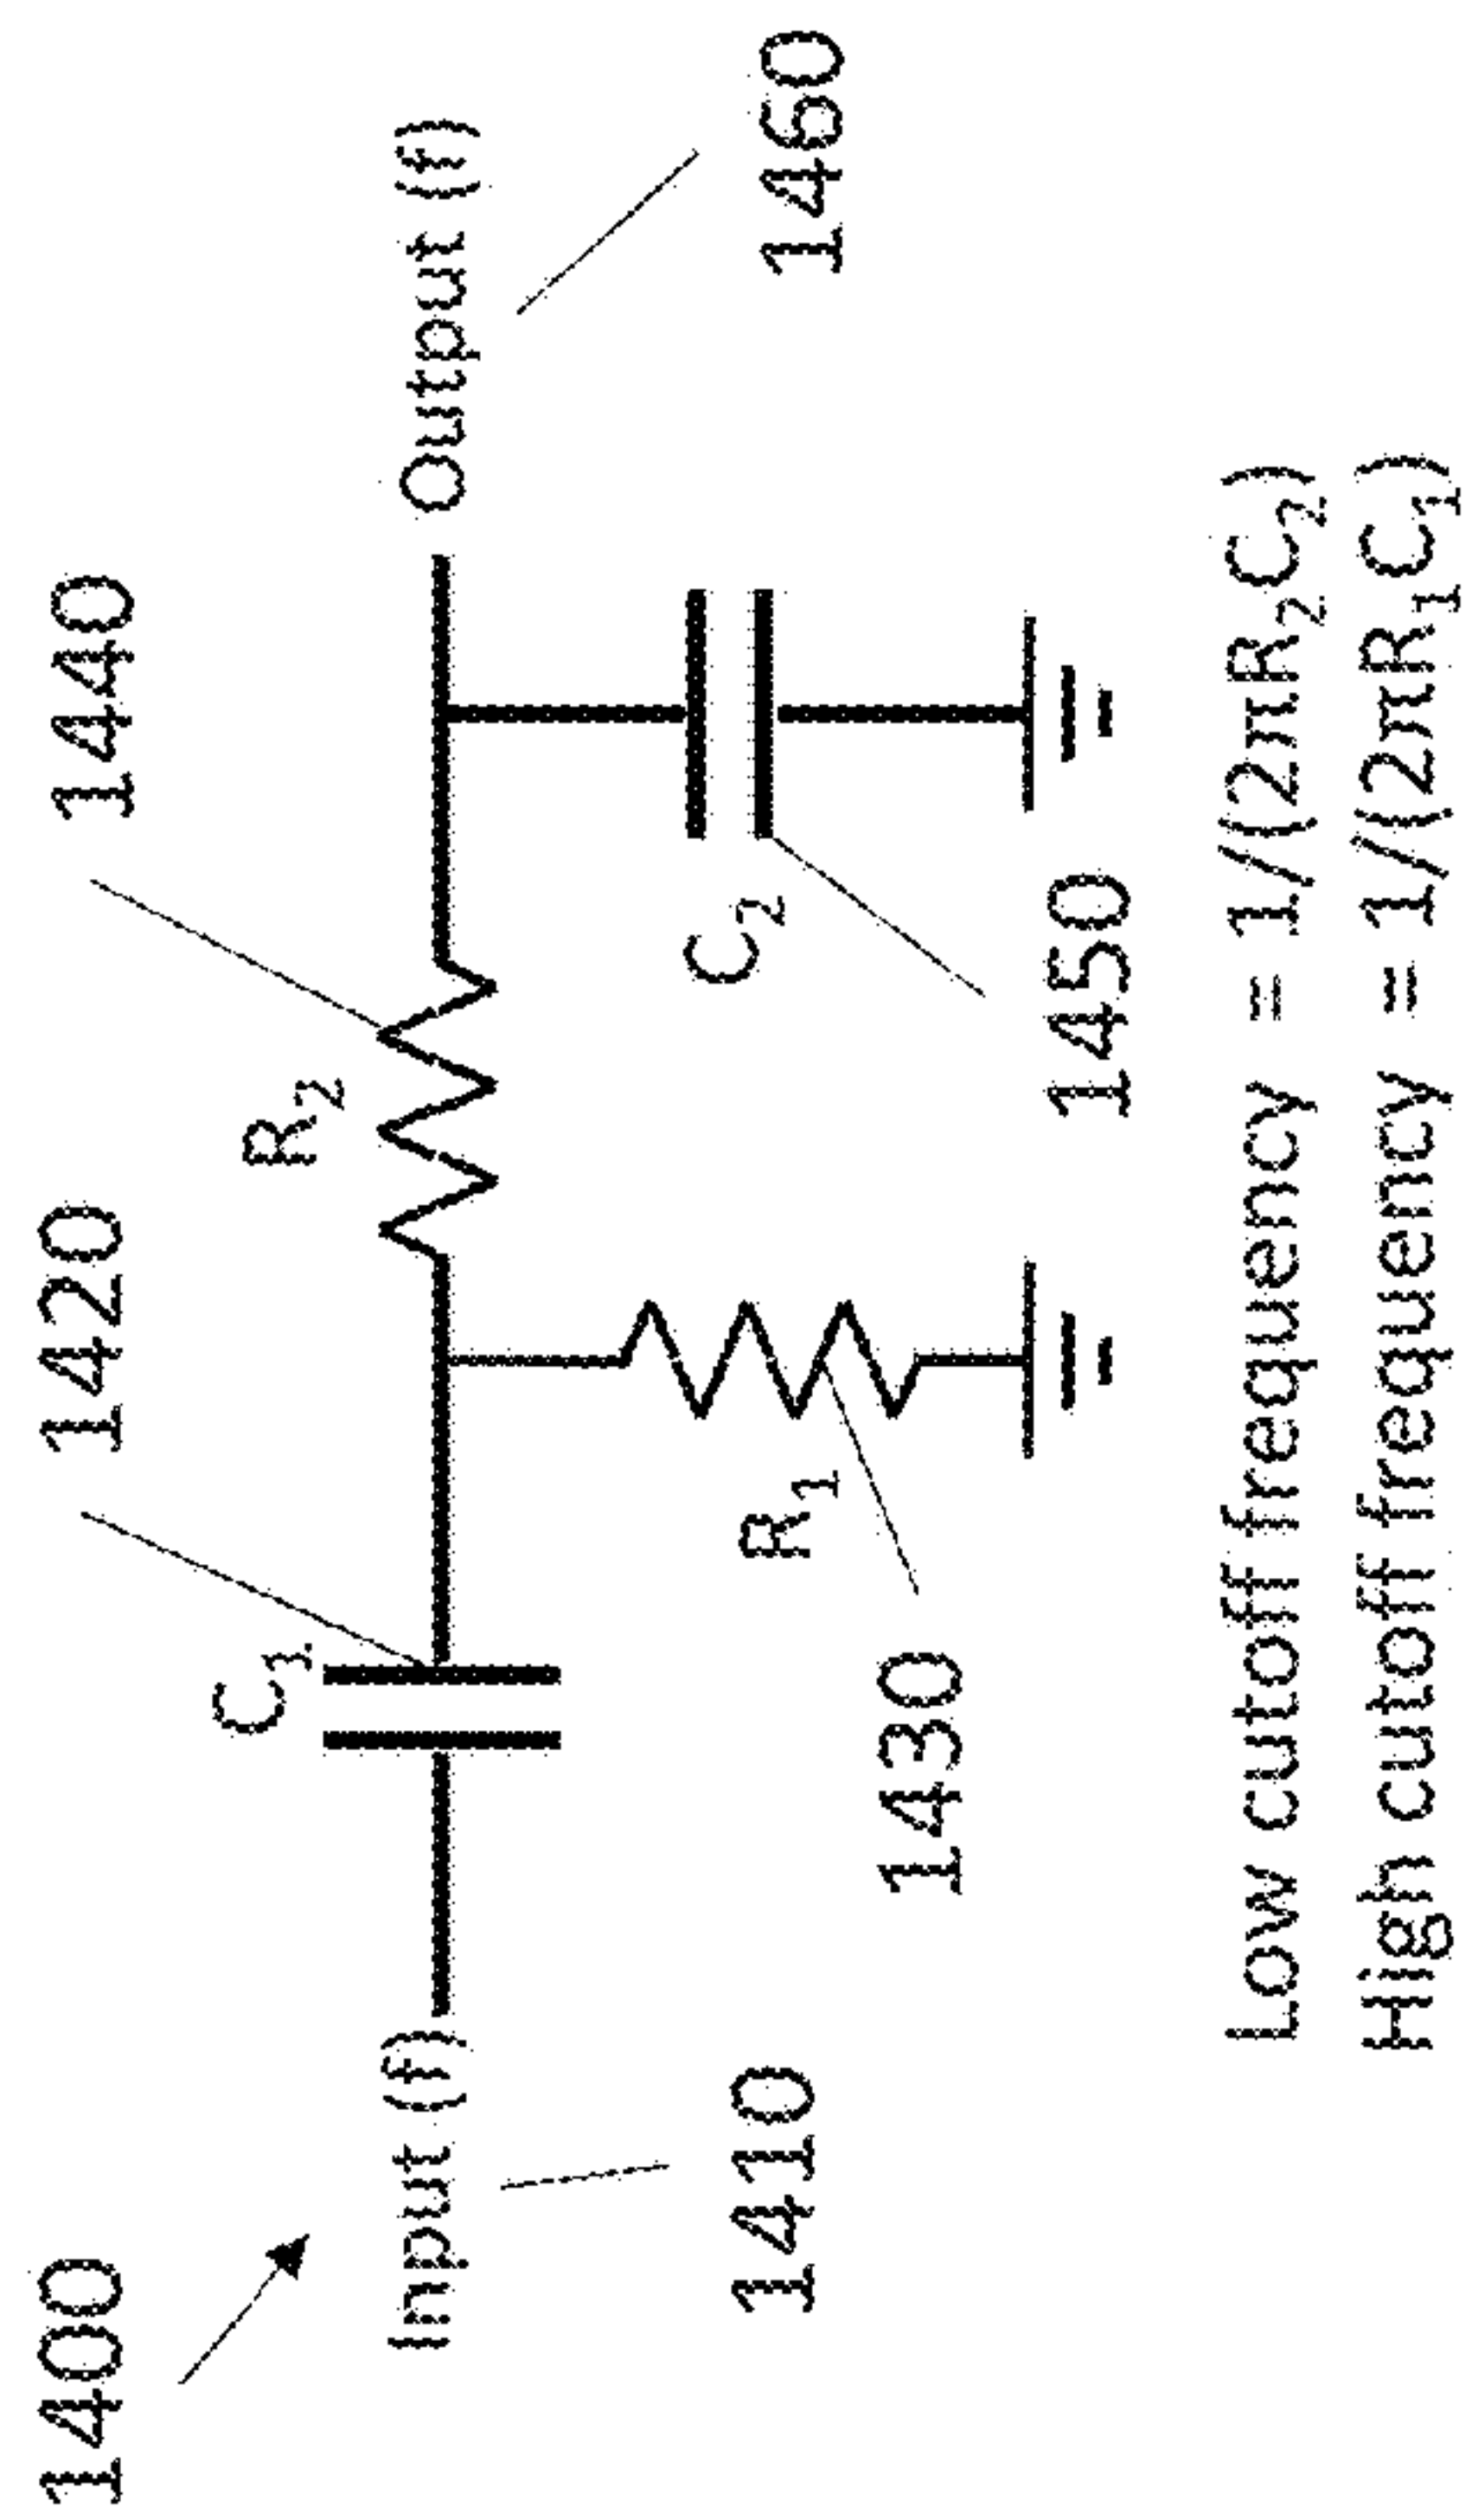 1400
1420
1440
C₁
R₂
Input (f)
Output (f)
1410
R₁
C₂
1460
1430
1450
Low cutoff frequency = 1/(2πR₂C₂)
High cutoff frequency = 1/(2πR₁C₁)